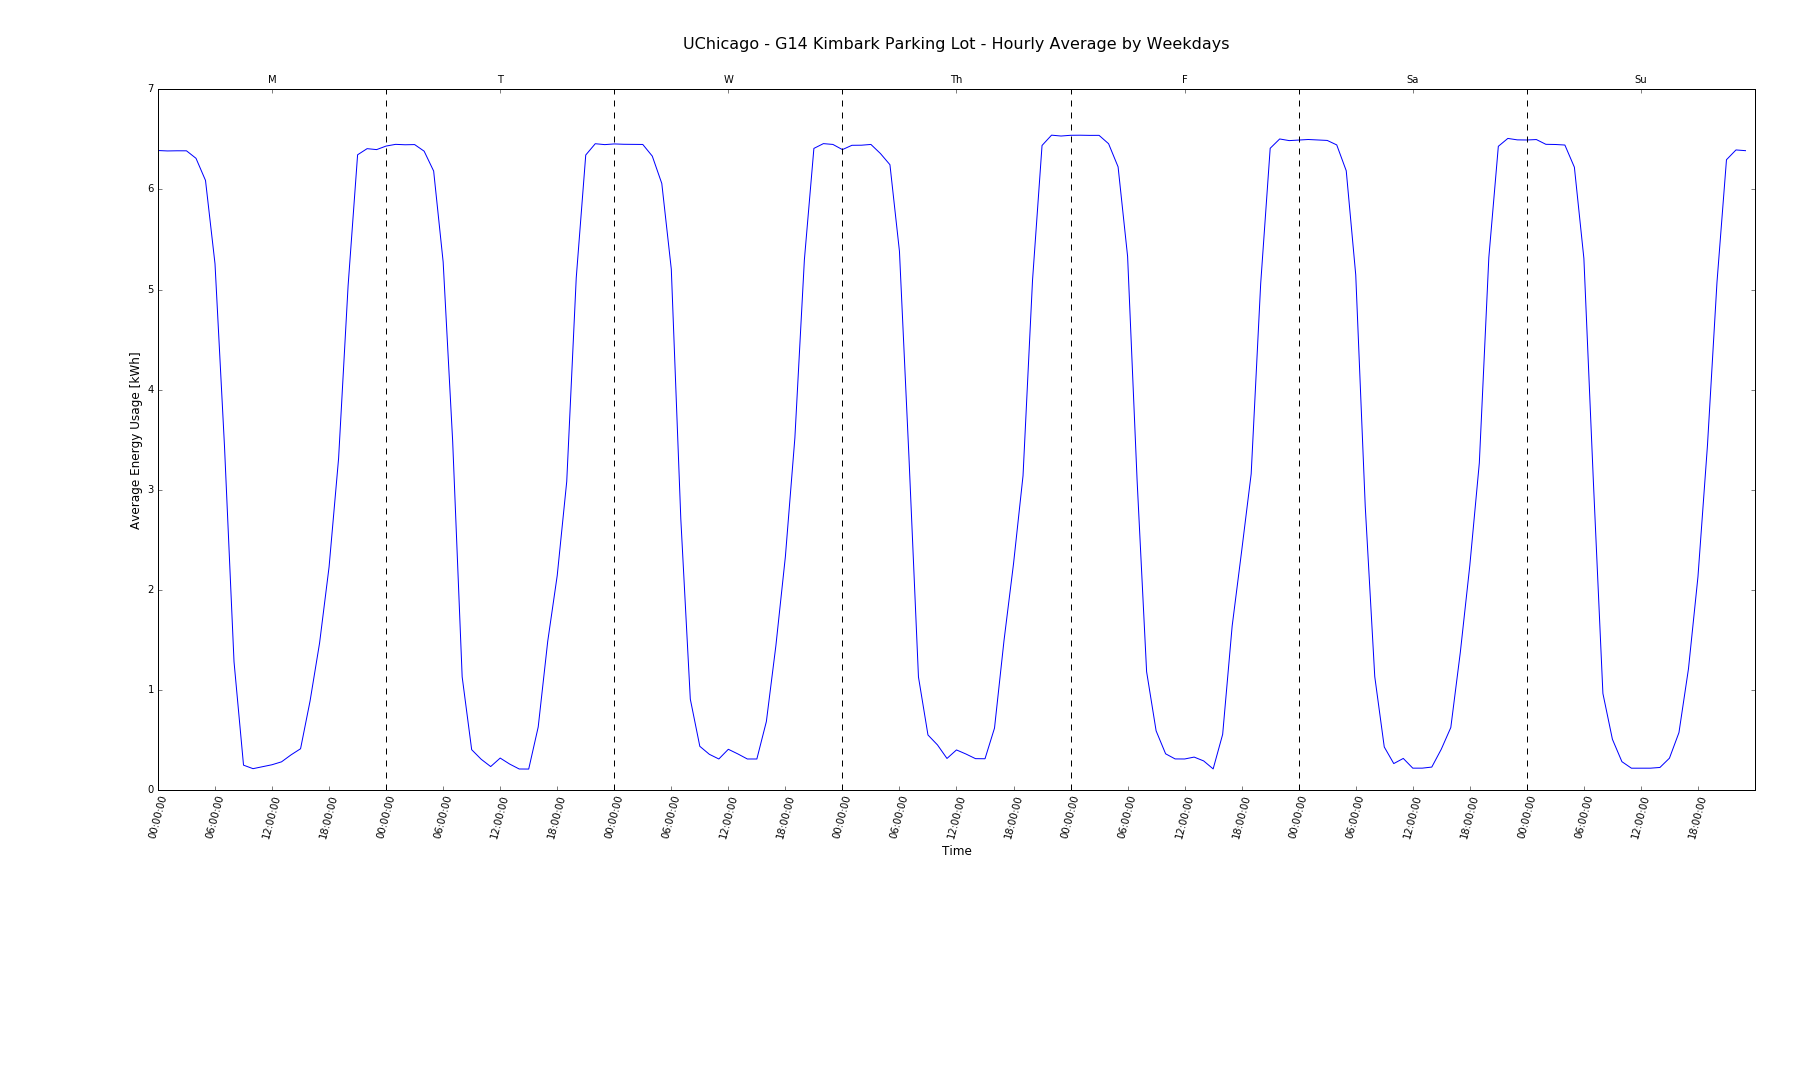 UChicago - G14 Kimbark Parking Lot - Hourly Average by Weekdays
M T W Th F Sa Su
7
6
5
4
3
2
1
0
Average Energy Usage [kWh]
00:00:00 06:00:00 12:00:00 18:00:00 00:00:00 06:00:00 12:00:00 18:00:00 00:00:00 06:00:00 12:00:00 18:00:00 00:00:00 06:00:00 12:00:00 18:00:00 00:00:00 06:00:00 12:00:00 18:00:00 00:00:00 06:00:00 12:00:00 18:00:00 00:00:00 06:00:00 12:00:00 18:00:00
Time